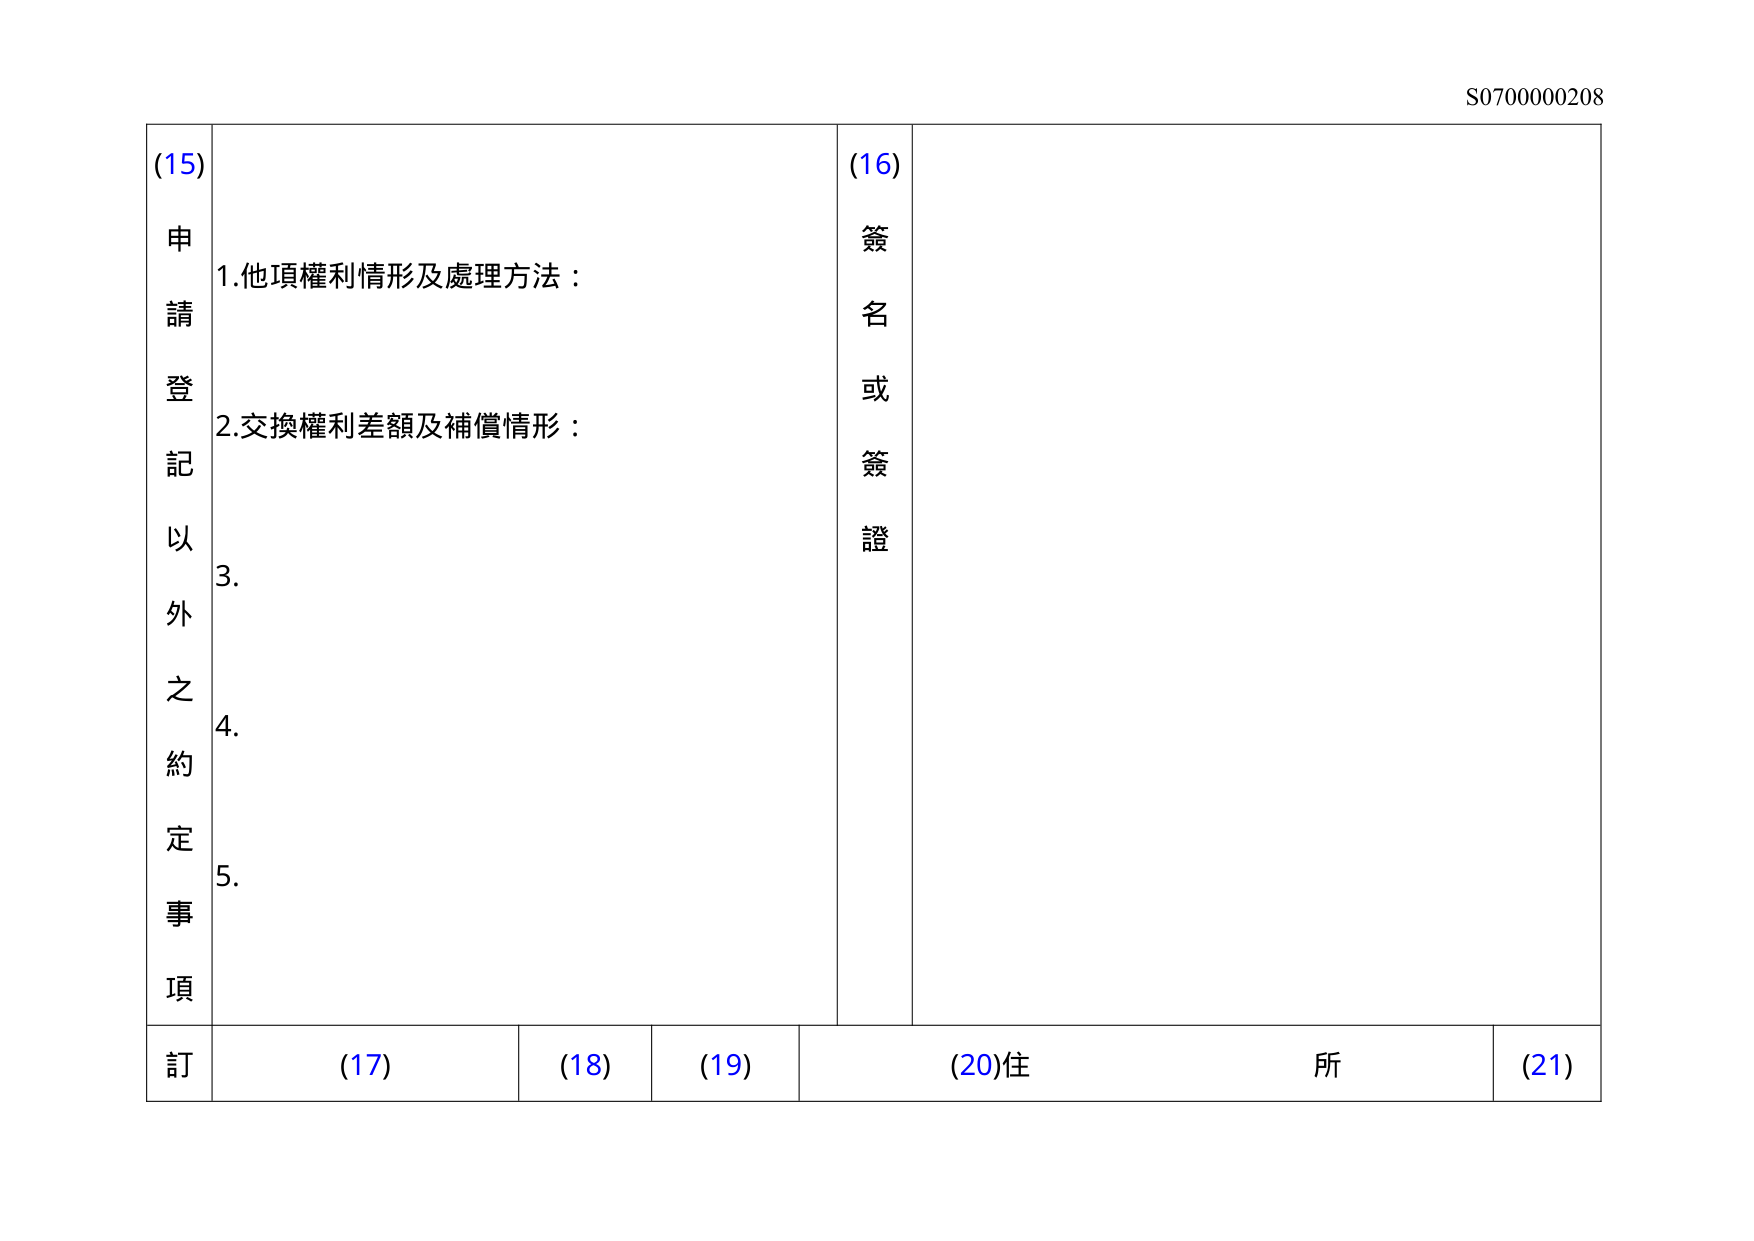 S0700000208
(15)
申
請
登
記
以
外
之
約
定
事
項
1.他項權利情形及處理方法：
2.交換權利差額及補償情形：
3.
4.
5.
(16)
簽
名
或
簽
證
訂 (17) (18) (19) (20)住 所 (21)